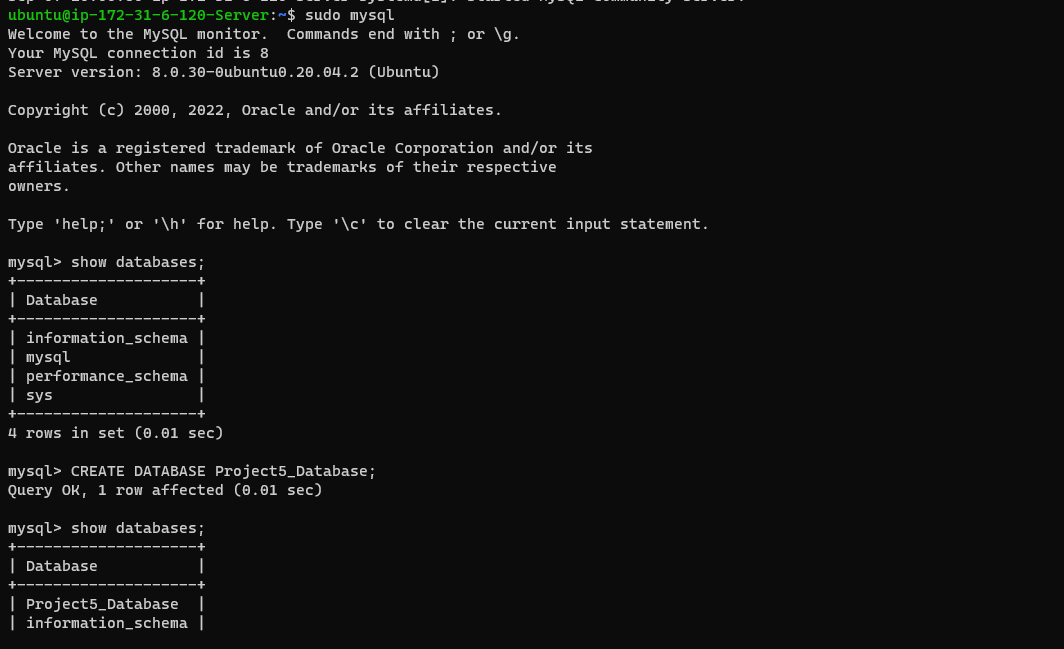 ubuntu@ip-172-31-6-120-Server:~$ sudo mysql
Welcome to the MySQL monitor.  Commands end with ; or \g.
Your MySQL connection id is 8
Server version: 8.0.30-0ubuntu0.20.04.2 (Ubuntu)
Copyright (c) 2000, 2022, Oracle and/or its affiliates.
Oracle is a registered trademark of Oracle Corporation and/or its
affiliates. Other names may be trademarks of their respective
owners.
Type 'help;' or '\h' for help. Type '\c' to clear the current input statement.
mysql> show databases;
+--------------------+
| Database           |
+--------------------+
| information_schema |
| mysql              |
| performance_schema |
| sys                |
+--------------------+
4 rows in set (0.01 sec)
mysql> CREATE DATABASE Project5_Database;
Query OK, 1 row affected (0.01 sec)
mysql> show databases;
+--------------------+
| Database           |
+--------------------+
| Project5_Database  |
| information_schema |